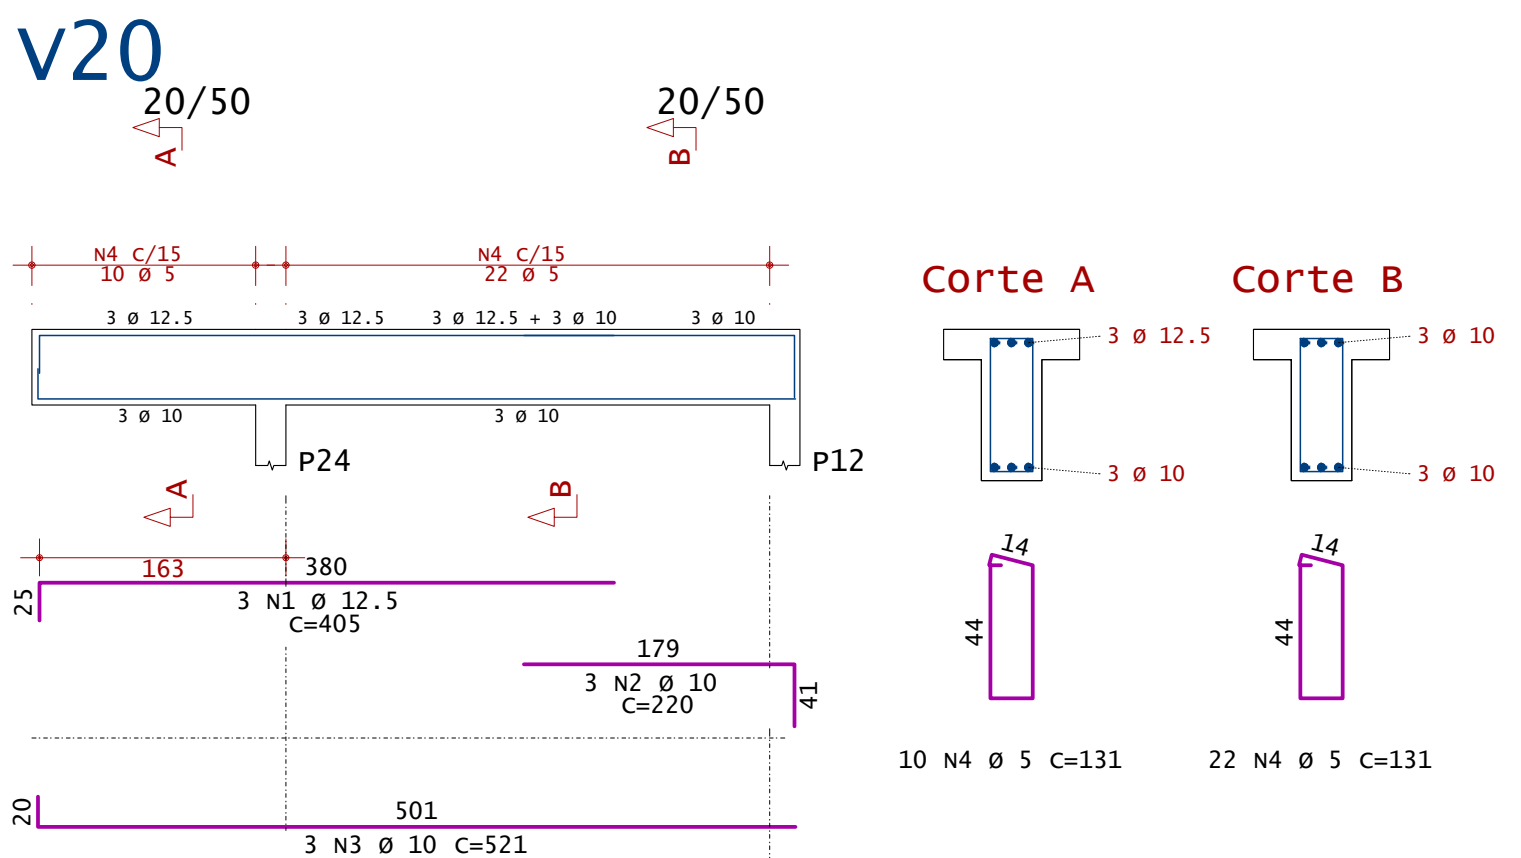 V20
20/50 20/50
A B
N4 C/15 N4 C/15
10 Ø 5 22 Ø 5
Corte A Corte B
3 Ø 12.5 3 Ø 12.5 3 Ø 12.5 + 3 Ø 10 3 Ø 10
3 Ø 12.5 3 Ø 10
3 Ø 10 3 Ø 10
P24 P12
3 Ø 10 3 Ø 10
A B
163 380
25
3 N1 Ø 12.5
C=405
14 14
44 44
179
3 N2 Ø 10
C=220
41
10 N4 Ø 5 C=131 22 N4 Ø 5 C=131
20
501
3 N3 Ø 10 C=521